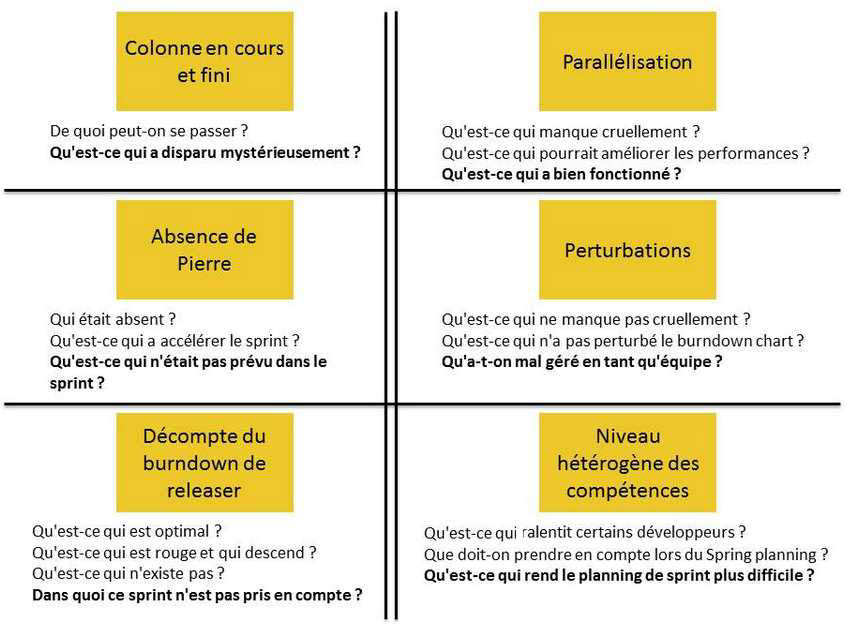 Colonne en cours
et fini
De quoi peut-on se passer ?
Qu'est-ce qui a disparu mystérieusement ?
Parallélisation
Qu'est-ce qui manque cruellement ?
Qu'est-ce qui pourrait améliorer les performances ?
Qu'est-ce qui a bien fonctionné ?
Absence de
Pierre
Qui était absent ?
Qu'est-ce qui a accélérer le sprint ?
Qu'est-ce qui n'était pas prévu dans le
sprint ?
Perturbations
Qu'est-ce qui ne manque pas cruellement ?
Qu'est-ce qui n'a pas perturbé le burndown chart ?
Qu'a-t-on mal géré en tant qu'équipe ?
Décompte du
burndown de
releaser
Qu'est-ce qui est optimal ?
Qu'est-ce qui est rouge et qui descend ?
Qu'est-ce qui n'existe pas ?
Dans quoi ce sprint n'est pas pris en compte ?
Niveau
hétérogène des
compétences
Qu'est-ce qui ralentit certains développeurs ?
Que doit-on prendre en compte lors du Spring planning ?
Qu'est-ce qui rend le planning de sprint plus difficile ?